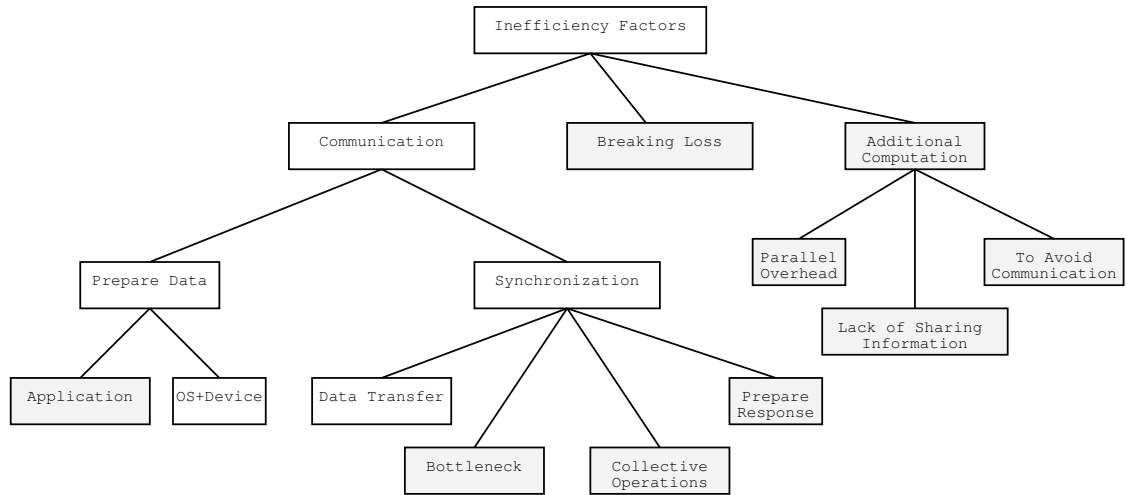 Inefficiency Factors
Communication
Breaking Loss
Additional
Computation
Parallel
Overhead
To Avoid
Communication
Prepare Data
Synchronization
Lack of Sharing
Information
Application
OS+Device
Data Transfer
Prepare
Response
Bottleneck
Collective
Operations